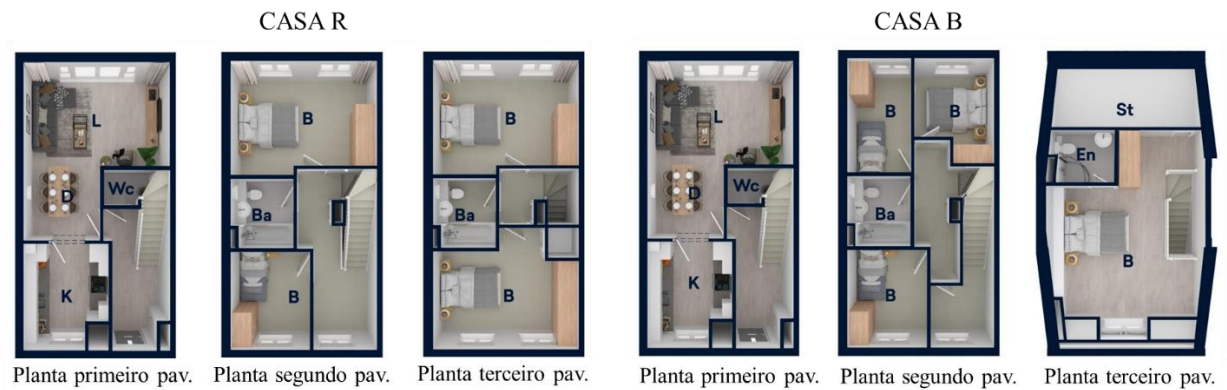 CASA R
CASA B
L
D
Wc
K
Planta primeiro pav.
B
Ba
B
Planta segundo pav.
B
Ba
B
Planta terceiro pav.
L
D
Wc
K
Planta primeiro pav.
B
B
Ba
B
Planta segundo pav.
St
En
B
Planta terceiro pav.